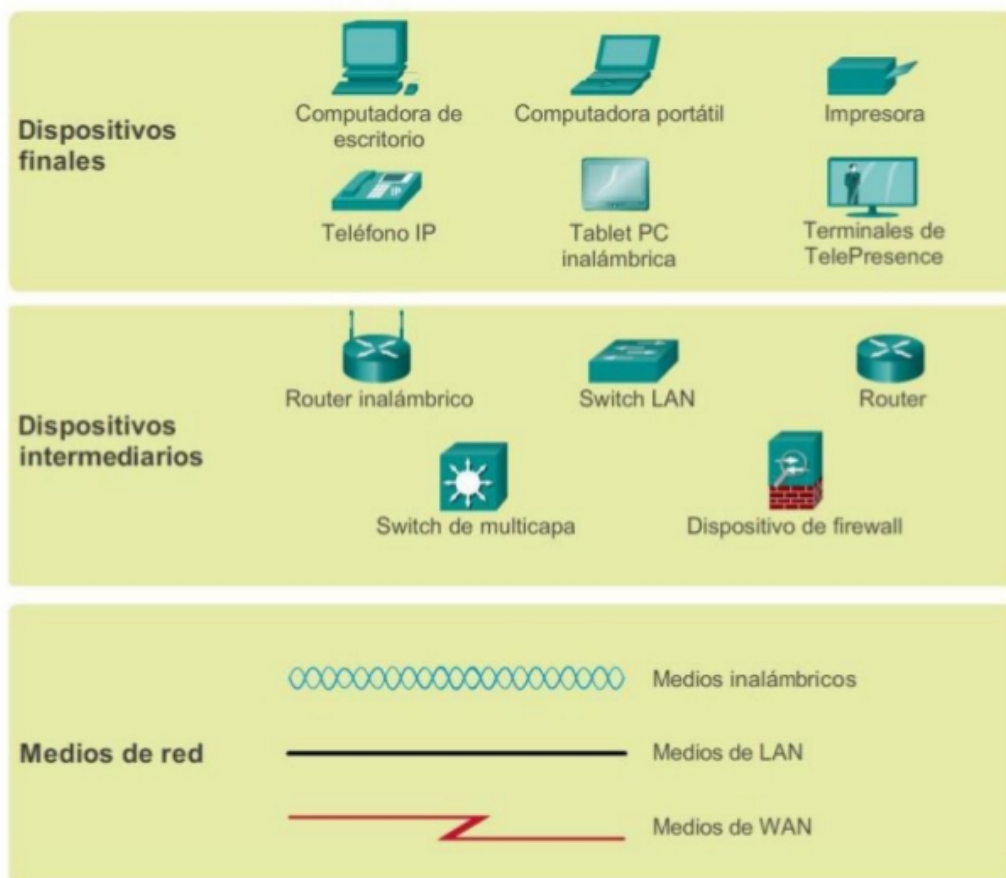 Dispositivos
finales
Computadora de
escritorio
Computadora portátil
Impresora
IP
Teléfono IP
Tablet PC
inalámbrica
Terminales de
TelePresence
Dispositivos
intermediarios
Router inalámbrico
Switch LAN
Router
Switch de multicapa
Dispositivo de firewall
Medios de red
Medios inalámbricos
Medios de LAN
Medios de WAN